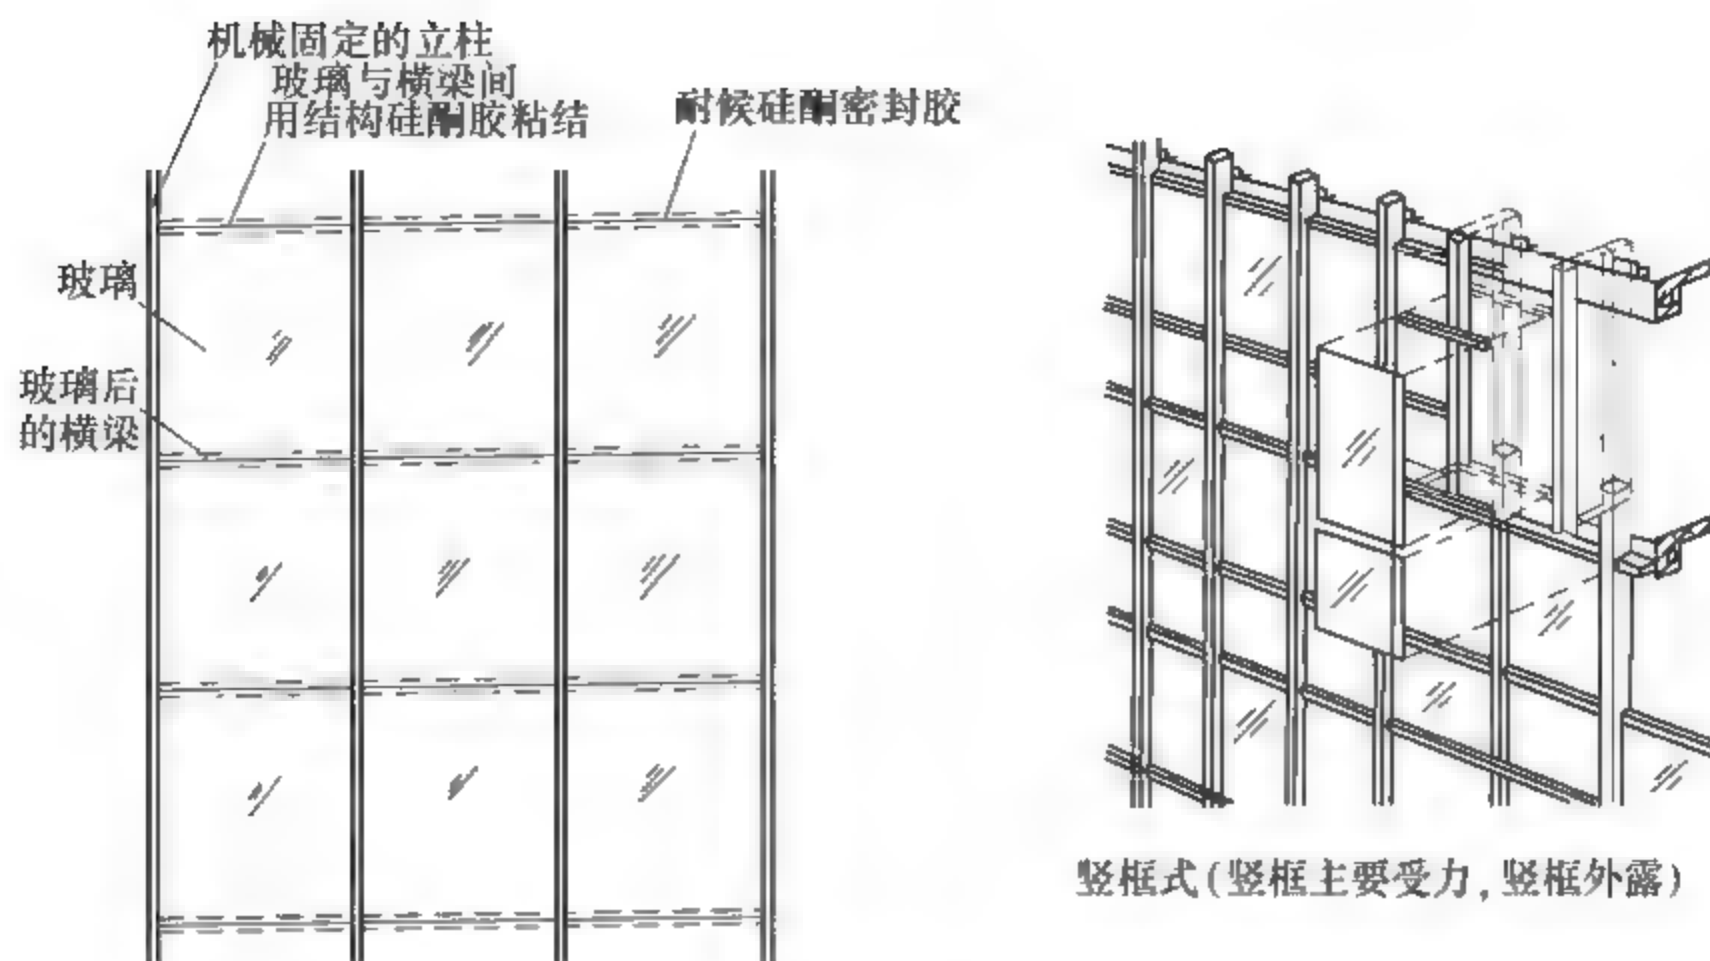 机械固定的立柱
玻璃与横梁间
用结构硅酮胶粘结
耐候硅酮密封胶
玻璃
玻璃后
的横梁
竖框式(竖框主要受力,竖框外露)